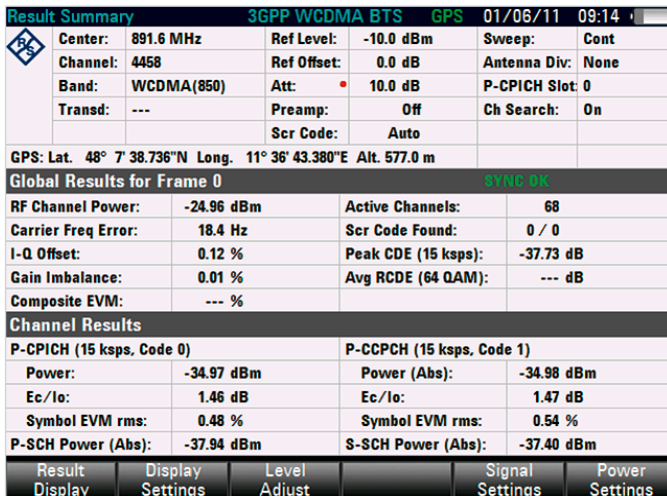 Result Summary 3GPP WCDMA BTS GPS 01/06/11 09:14
Center: 891.6 MHz Ref Level: -10.0 dBm Sweep: Cont
Channel: 4458 Ref Offset: 0.0 dB Antenna Div: None
Band: WCDMA(850) Att: 10.0 dB P-CPICH Slot: 0
Transd: --- Preamp: Off Ch Search: On
Scr Code: Auto
GPS: Lat. 48° 7' 38.736"N Long. 11° 36' 43.380"E Alt. 577.0 m
Global Results for Frame 0 SYNC OK
RF Channel Power: -24.96 dBm Active Channels: 68
Carrier Freq Error: 18.4 Hz Scr Code Found: 0 / 0
I-Q Offset: 0.12 % Peak CDE (15 ksps): -37.73 dB
Gain Imbalance: 0.01 % Avg RCDE (64 QAM): --- dB
Composite EVM: --- %
Channel Results
P-CPICH (15 ksps, Code 0) P-CCPCH (15 ksps, Code 1)
Power: -34.97 dBm Power (Abs): -34.98 dBm
Ec/Io: 1.46 dB Ec/Io: 1.47 dB
Symbol EVM rms: 0.48 % Symbol EVM rms: 0.54 %
P-SCH Power (Abs): -37.94 dBm S-SCH Power (Abs): -37.40 dBm
Result Display Level Signal Power
Display Settings Adjust Settings Settings